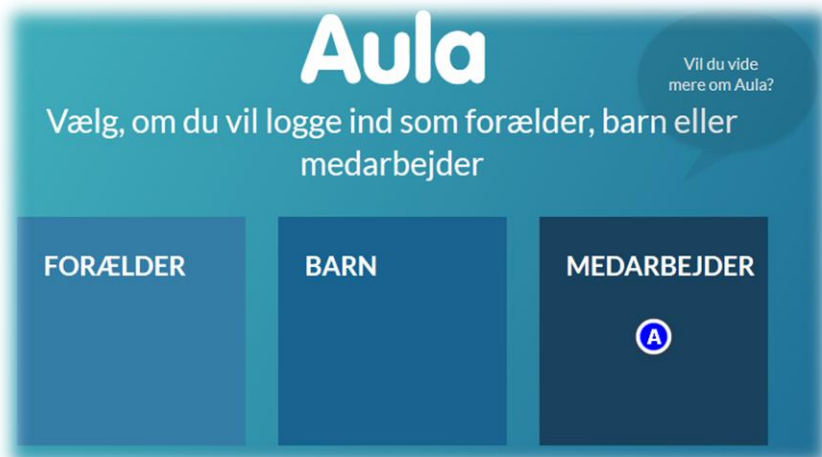 Aula
Vil du vide
mere om Aula?
Vælg, om du vil logge ind som forælder, barn eller
medarbejder
FORÆLDER
BARN
MEDARBEJDER
A